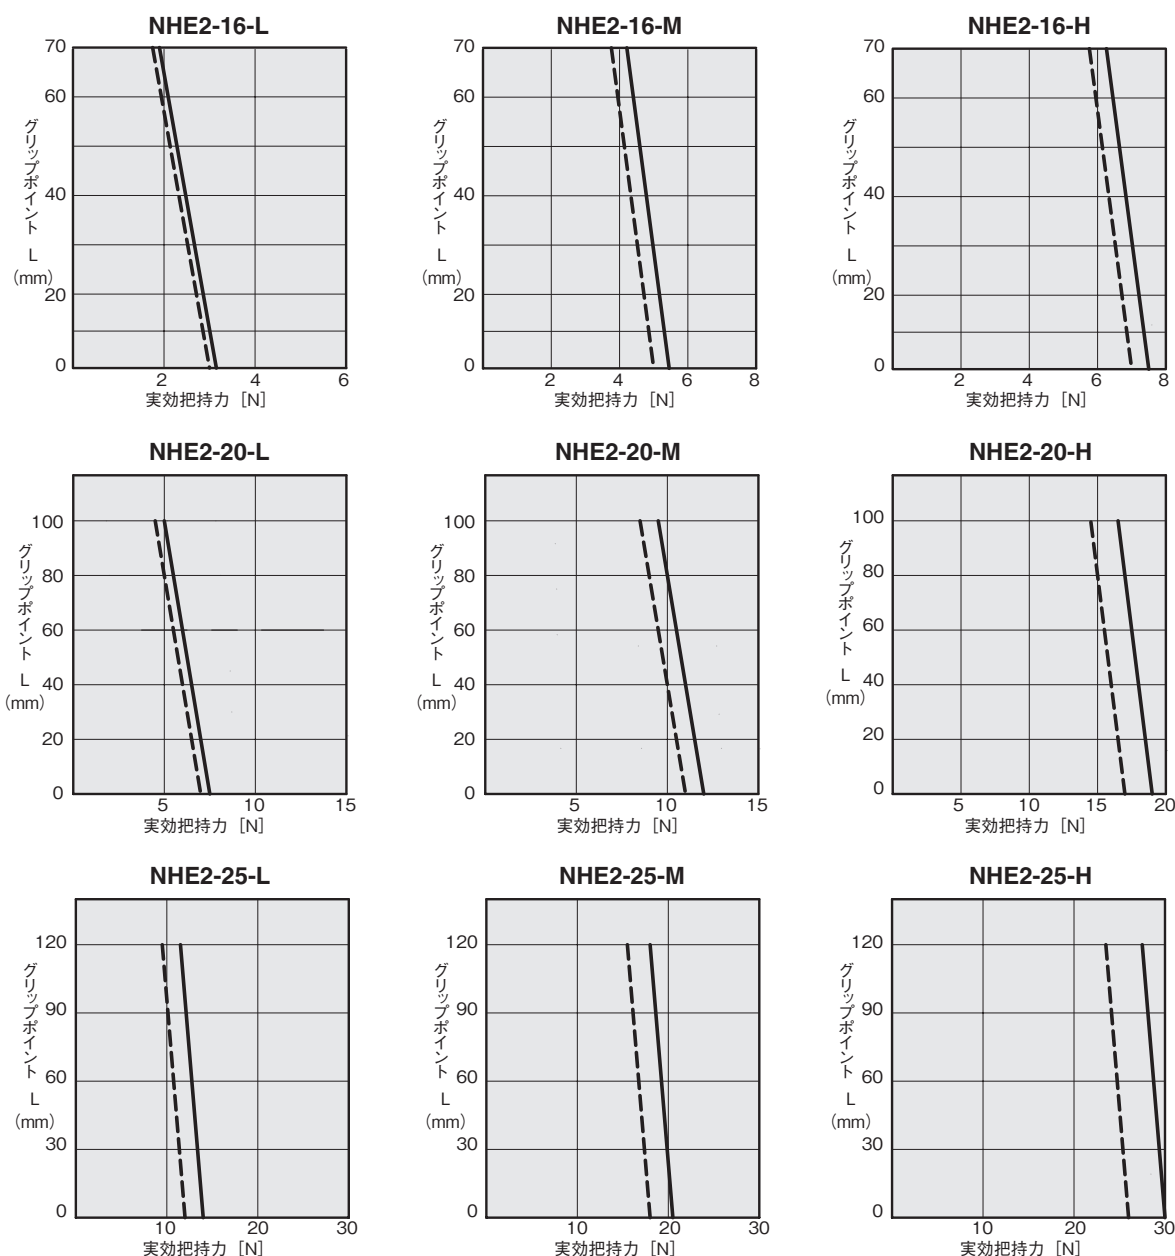 NHE2-16-L
70
60
40
20
0
グリップポイント L
(mm)
2
4
6
実効把持力 [N]
NHE2-16-M
70
60
40
20
0
グリップポイント L
(mm)
2
4
6
8
実効把持力 [N]
NHE2-16-H
70
60
40
20
0
グリップポイント L
(mm)
2
4
6
8
実効把持力 [N]
NHE2-20-L
100
80
60
40
20
0
グリップポイント L
(mm)
5
10
15
実効把持力 [N]
NHE2-20-M
100
80
60
40
20
0
グリップポイント L
(mm)
5
10
15
実効把持力 [N]
NHE2-20-H
100
80
60
40
20
0
グリップポイント L
(mm)
5
10
15
20
実効把持力 [N]
NHE2-25-L
120
90
60
30
0
グリップポイント L
(mm)
10
20
30
実効把持力 [N]
NHE2-25-M
120
90
60
30
0
グリップポイント L
(mm)
10
20
30
実効把持力 [N]
NHE2-25-H
120
90
60
30
0
グリップポイント L
(mm)
10
20
30
実効把持力 [N]